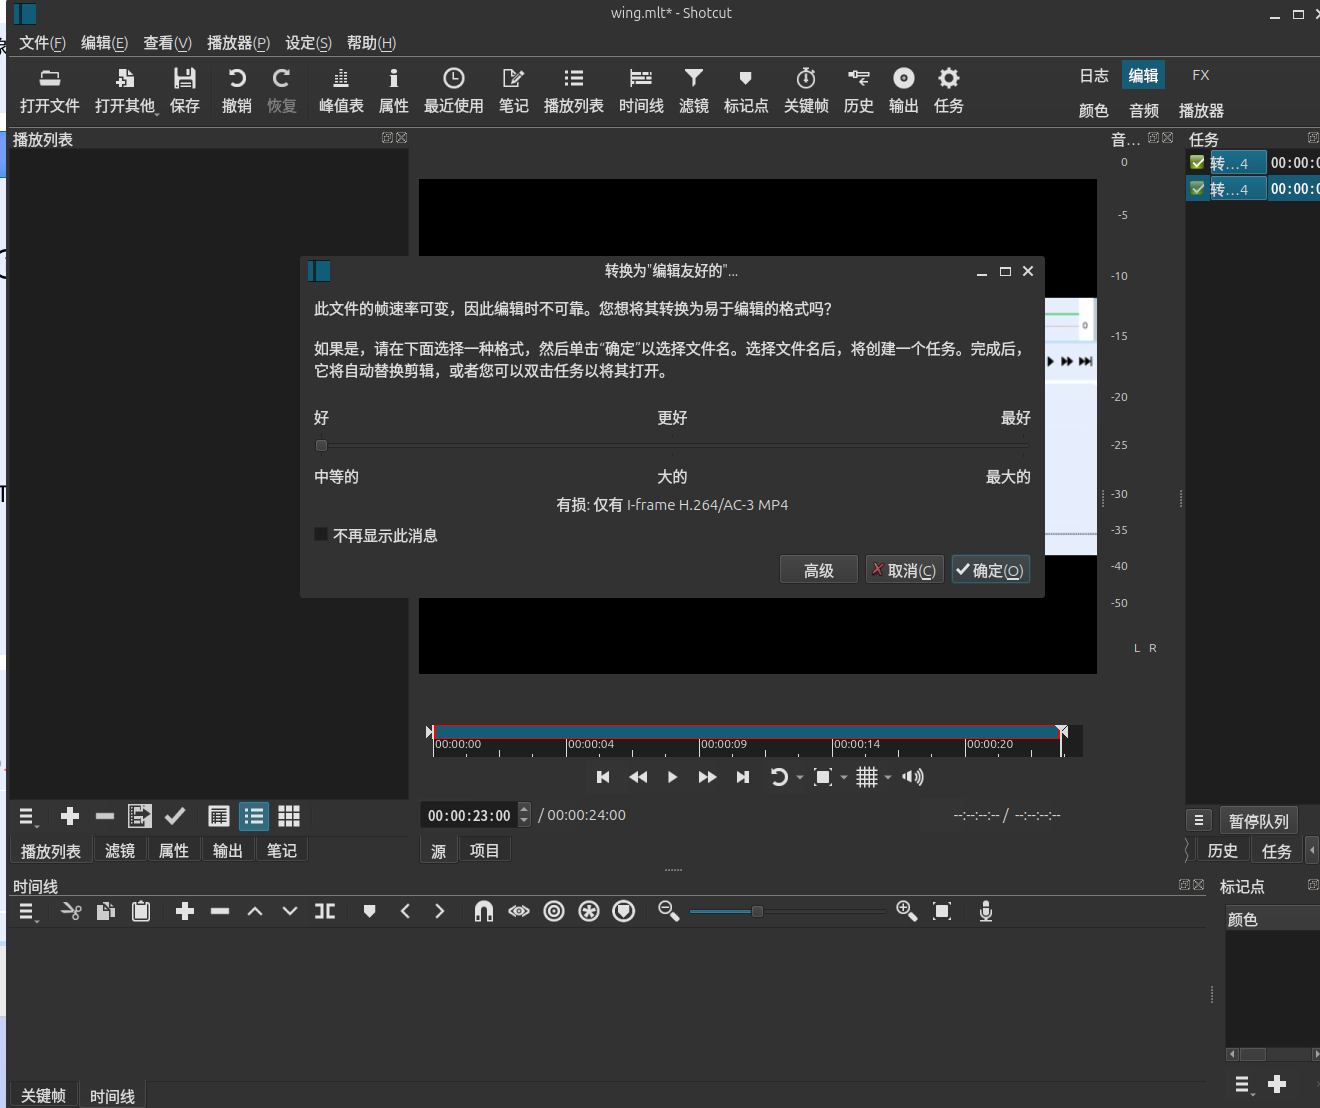 wing.mlt* - Shotcut
文件(F) 编辑(E) 查看(V) 播放器(P) 设定(S) 帮助(H)
打开文件 打开其他 保存 撤销 恢复 峰值表 属性 最近使用 笔记 播放列表 时间线 滤镜 标记点 关键帧 历史 输出 任务
日志 编辑 FX
颜色 音频 播放器
播放列表
音...
任务
转...4 00:00:0
转...4 00:00:0
0
-5
-10
-15
-20
-25
-30
-35
-40
-50
L R
转换为"编辑友好的"...
此文件的帧速率可变，因此编辑时不可靠。您想将其转换为易于编辑的格式吗？
如果是，请在下面选择一种格式，然后单击“确定”以选择文件名。选择文件名后，将创建一个任务。完成后，
它将自动替换剪辑，或者您可以双击任务以将其打开。
好 更好 最好
中等的 大的 最大的
有损: 仅有 I-frame H.264/AC-3 MP4
不再显示此消息
高级 取消(C) 确定(O)
0
00:00:00 00:00:04 00:00:09 00:00:14 00:00:20
00:00:23:00 / 00:00:24:00 --:--:--:-- / --:--:--:--
暂停队列
播放列表 滤镜 属性 输出 笔记
源 项目
历史 任务
时间线
标记点
颜色
关键帧 时间线